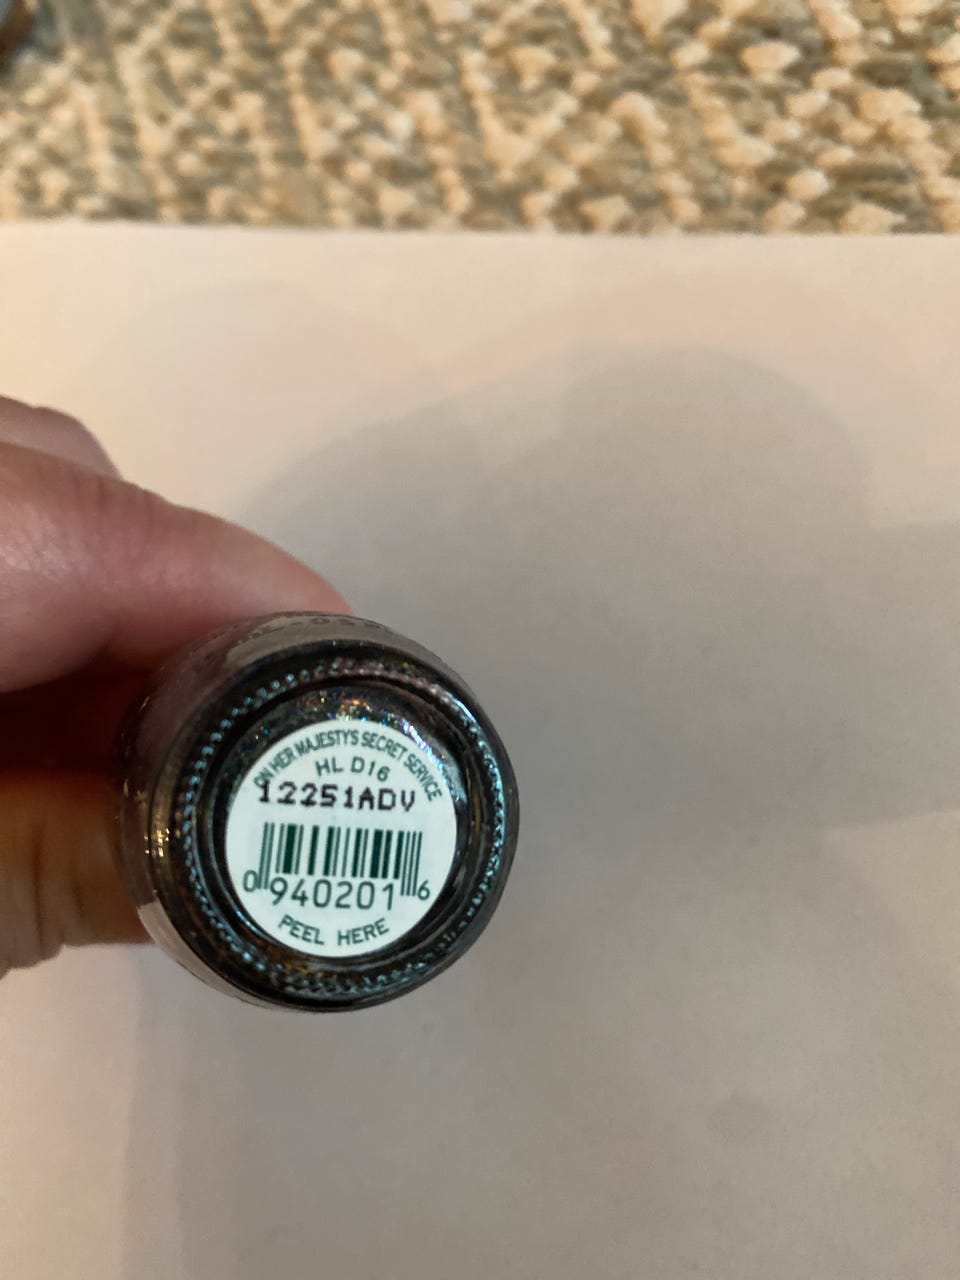 ON HER MAJESTY'S SECRET SERVICE
HL D16
12251ADV
0 940201 6
PEEL HERE